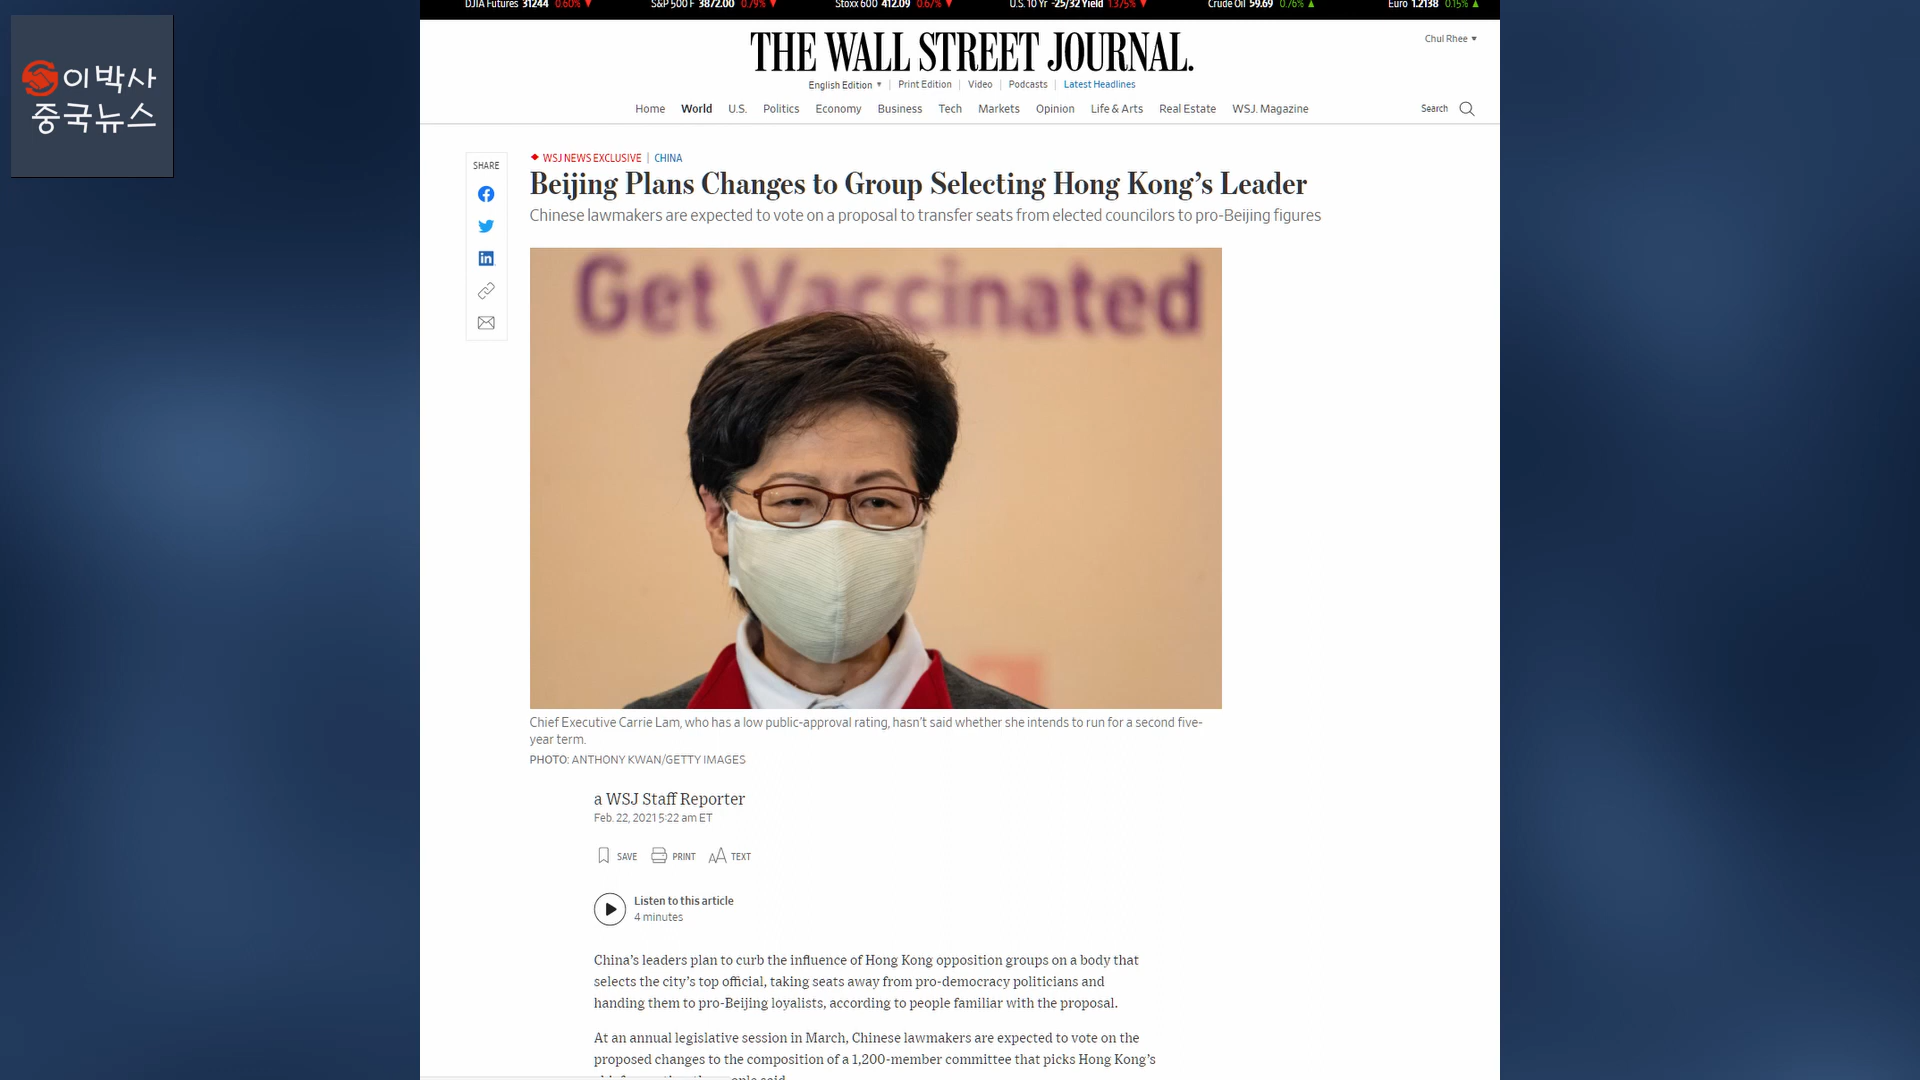 DJIA Futures 31244 0.60% ▼ S&P 500 F 3872.00 0.79% ▼ Stoxx 600 412.09 0.67% ▼ U.S. 10 Yr -25/32 Yield 1.375% ▼ Crude Oil 59.69 0.76% ▲ Euro 1.2138 0.15% ▲
이박사
중국뉴스
THE WALL STREET JOURNAL.
Chul Rhee ▾
English Edition ▾ | Print Edition | Video | Podcasts | Latest Headlines
Home World U.S. Politics Economy Business Tech Markets Opinion Life & Arts Real Estate WSJ. Magazine Search
SHARE
WSJ NEWS EXCLUSIVE | CHINA
Beijing Plans Changes to Group Selecting Hong Kong’s Leader
Chinese lawmakers are expected to vote on a proposal to transfer seats from elected councilors to pro-Beijing figures
Get Vaccinated
Chief Executive Carrie Lam, who has a low public-approval rating, hasn’t said whether she intends to run for a second five-
year term.
PHOTO: ANTHONY KWAN/GETTY IMAGES
a WSJ Staff Reporter
Feb. 22, 2021 5:22 am ET
SAVE PRINT AA TEXT
Listen to this article
4 minutes
China’s leaders plan to curb the influence of Hong Kong opposition groups on a body that
selects the city’s top official, taking seats away from pro-democracy politicians and
handing them to pro-Beijing loyalists, according to people familiar with the proposal.
At an annual legislative session in March, Chinese lawmakers are expected to vote on the
proposed changes to the composition of a 1,200-member committee that picks Hong Kong’s